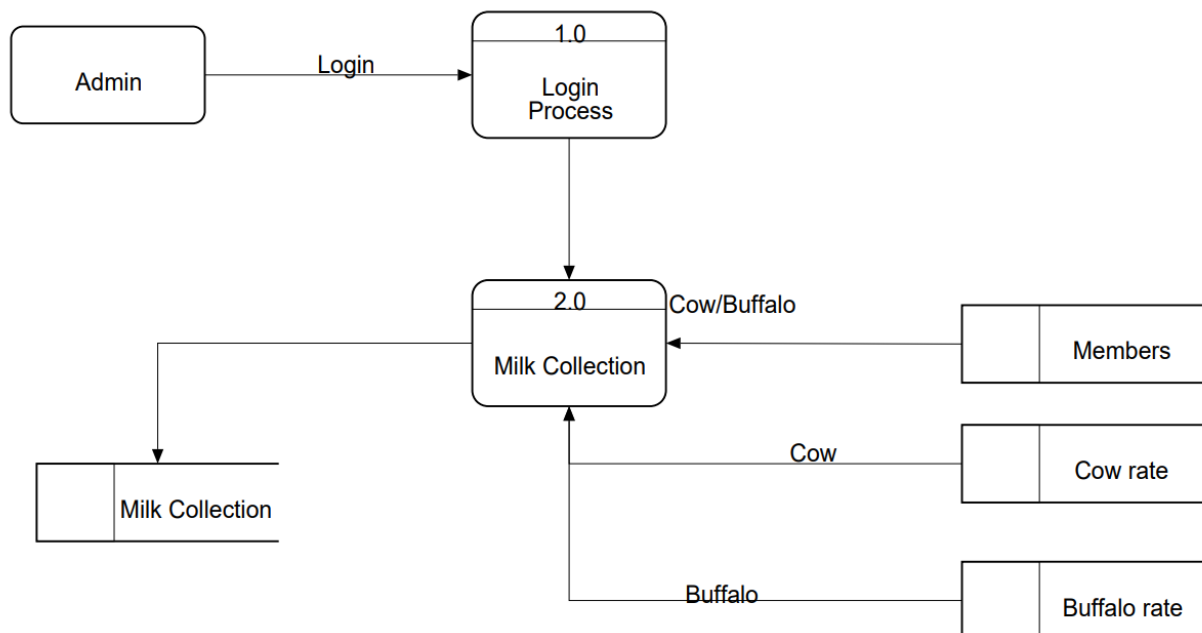 1.0
Login
Admin
Login
Process
2.0
Cow/Buffalo
Members
Milk Collection
Cow
Cow rate
Milk Collection
Buffalo
Buffalo rate